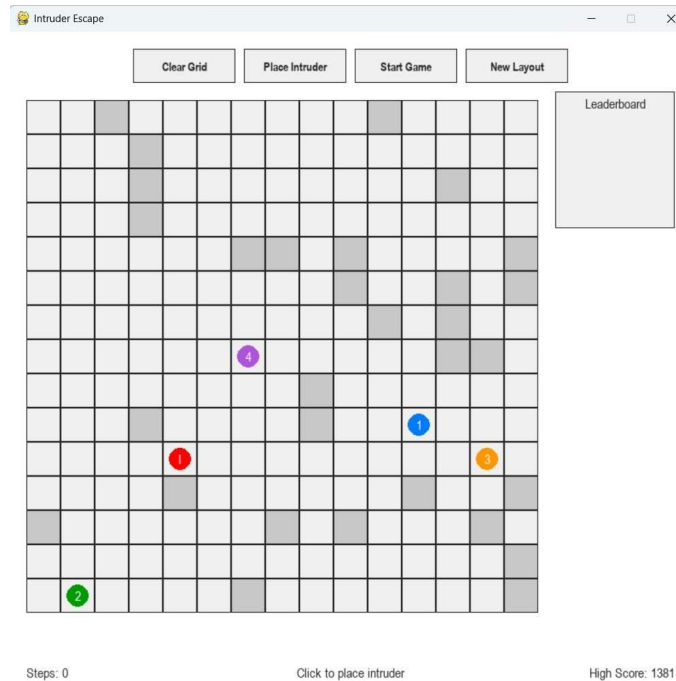 Intruder Escape
Clear Grid
Place Intruder
Start Game
New Layout
Leaderboard
4
1
I
3
2
Steps: 0
Click to place intruder
High Score: 1381